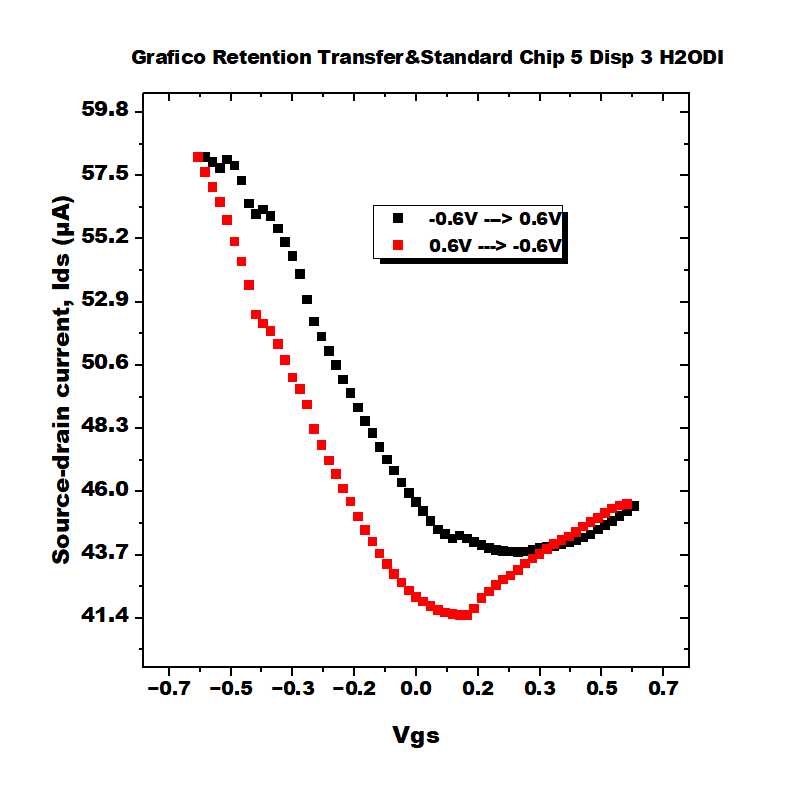 Grafico Retention Transfer&Standard Chip 5 Disp 3 H2ODI
59.8
57.5
55.2
52.9
50.6
48.3
46.0
43.7
41.4
Source-drain current, Ids (µA)
-0.6V ---> 0.6V
0.6V ---> -0.6V
−0.7 −0.5 −0.3 −0.2 0.0 0.2 0.3 0.5 0.7
Vgs